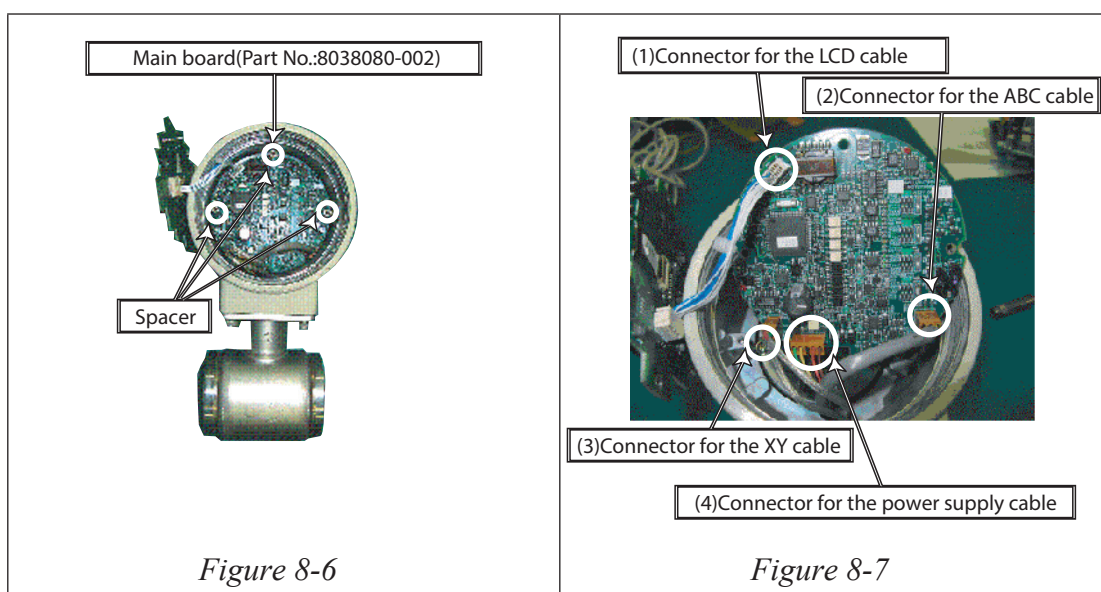 Main board(Part No.:8038080-002)
Spacer
Figure 8-6
(1)Connector for the LCD cable
(2)Connector for the ABC cable
(3)Connector for the XY cable
(4)Connector for the power supply cable
Figure 8-7